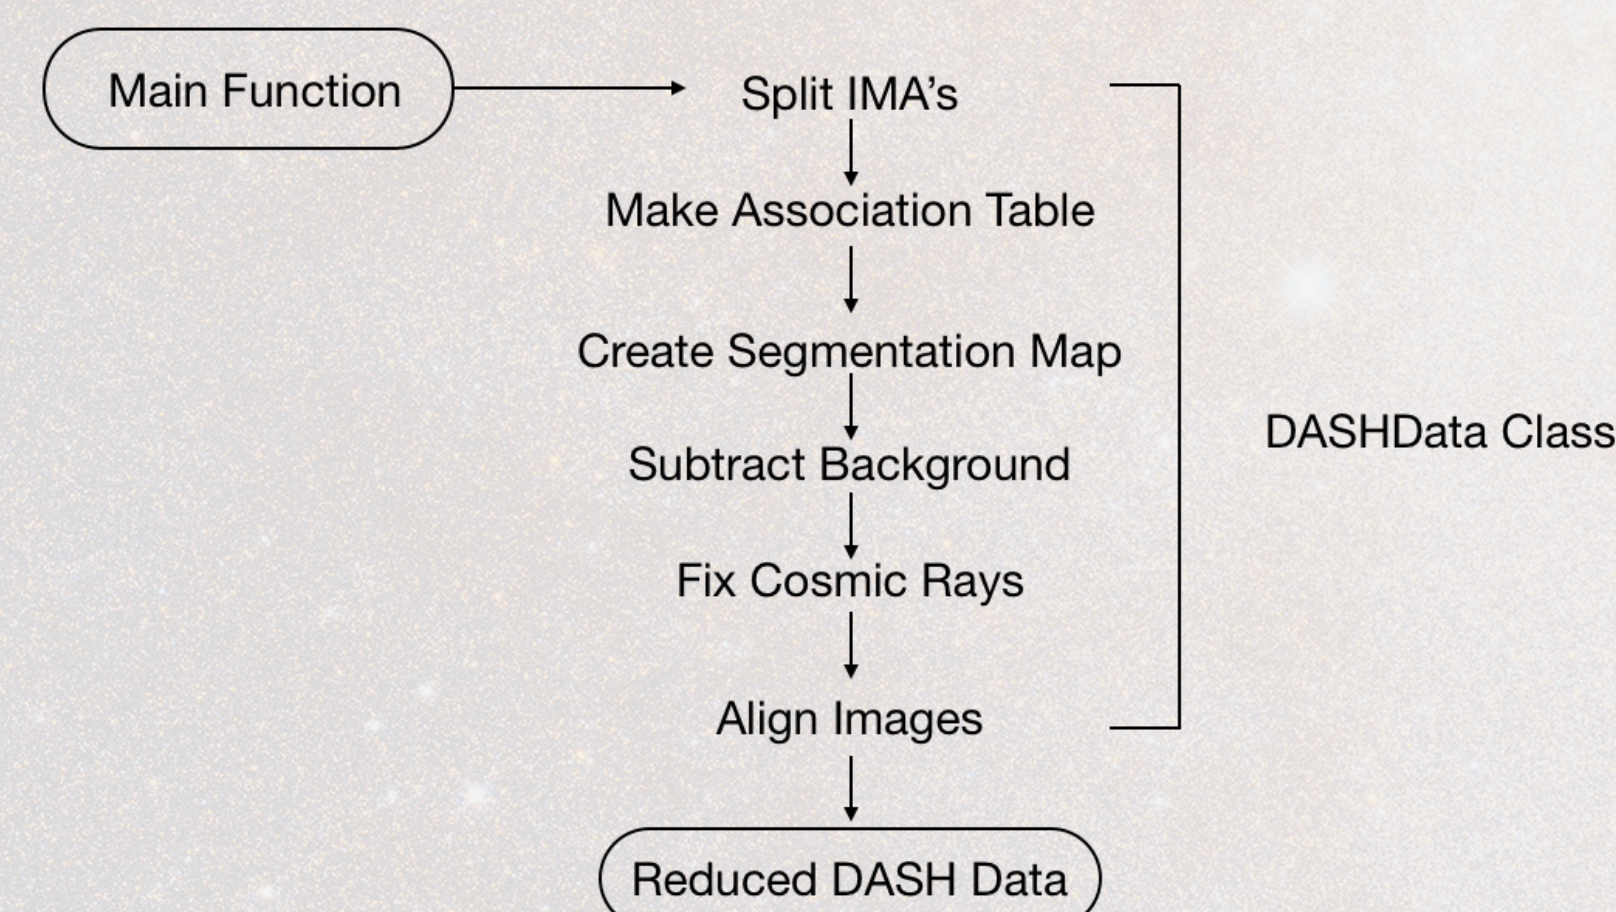 Main Function
Split IMA’s
Make Association Table
Create Segmentation Map
Subtract Background
Fix Cosmic Rays
Align Images
DASHData Class
Reduced DASH Data